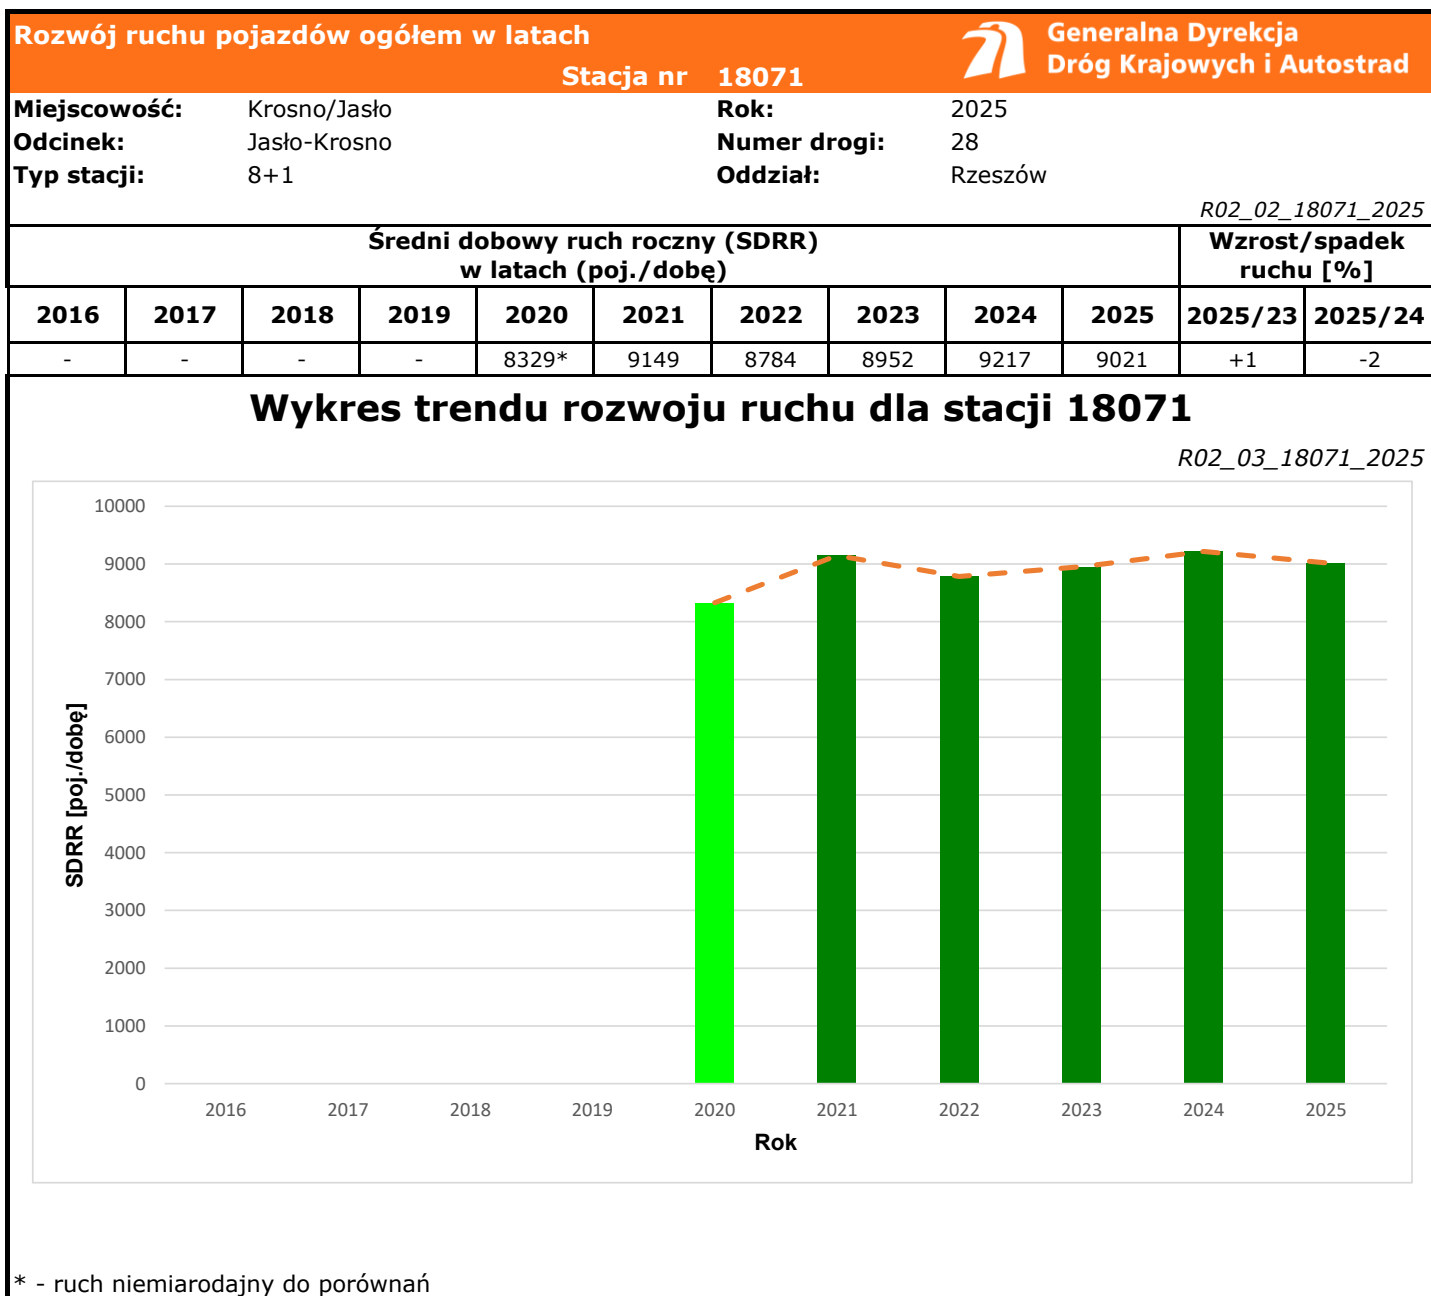 Rozwój ruchu pojazdów ogółem w latach
Generalna Dyrekcja
Dróg Krajowych i Autostrad
Stacja nr 18071
Miejscowość: Krosno/Jasło Rok: 2025
Odcinek: Jasło-Krosno Numer drogi: 28
Typ stacji: 8+1 Oddział: Rzeszów
R02_02_18071_2025
Średni dobowy ruch roczny (SDRR)
w latach (poj./dobę)
Wzrost/spadek
ruchu [%]
2016 2017 2018 2019 2020 2021 2022 2023 2024 2025 2025/23 2025/24
- - - - 8329* 9149 8784 8952 9217 9021 +1 -2
Wykres trendu rozwoju ruchu dla stacji 18071
R02_03_18071_2025
10000
9000
8000
7000
6000
5000
4000
3000
2000
1000
0
SDRR [poj./dobę]
2016 2017 2018 2019 2020 2021 2022 2023 2024 2025
Rok
* - ruch niemiarodajny do porównań